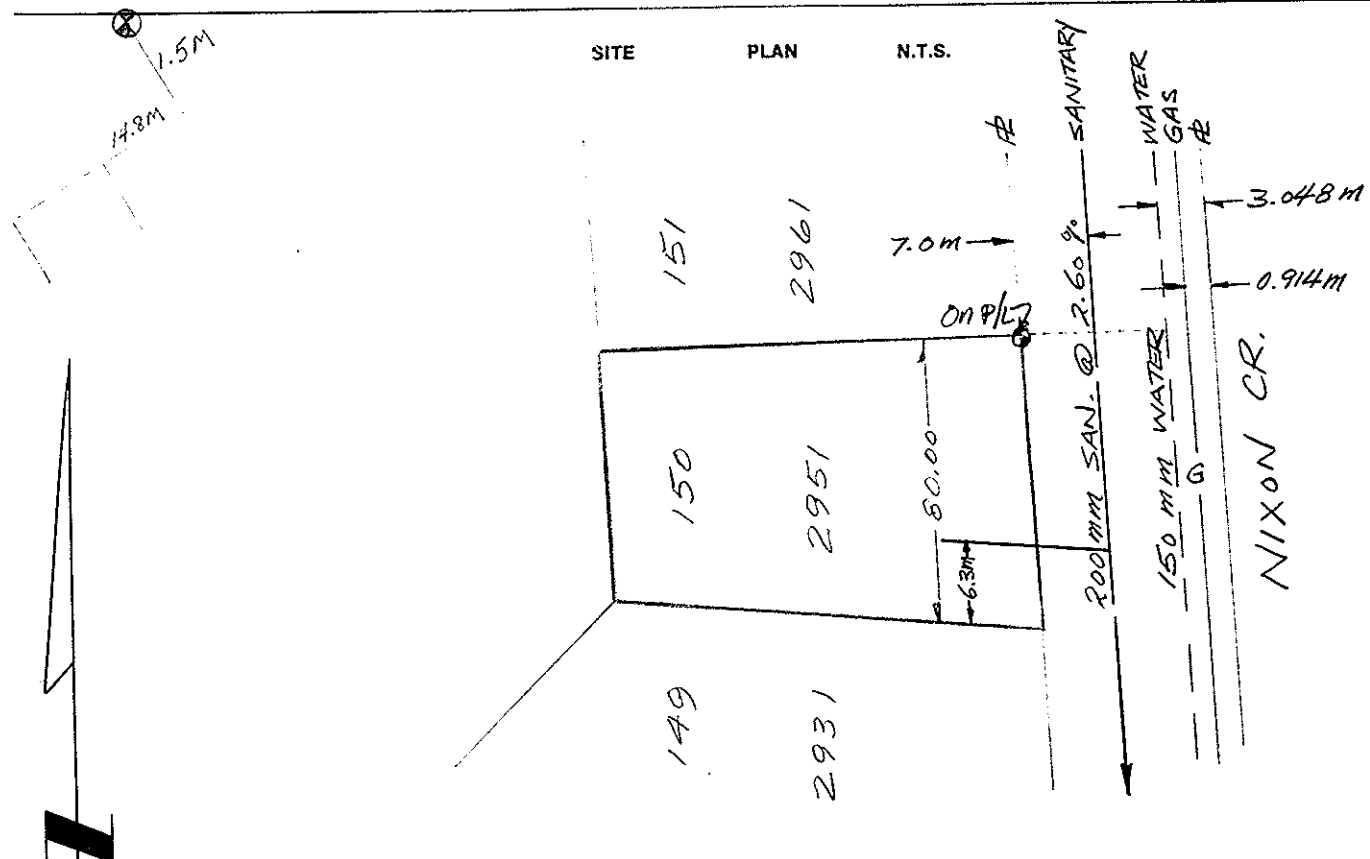 SITE PLAN N.T.S.
1.5M
14.8M
℄
SANITARY
WATER
GAS
℄
3.048 m
7.0m
0.914m
151
2961
On P/L
150
2951
80.00
6.3m
200 mm SAN. @ 2.60 %
150 mm WATER
G
NIXON CR.
149
2931